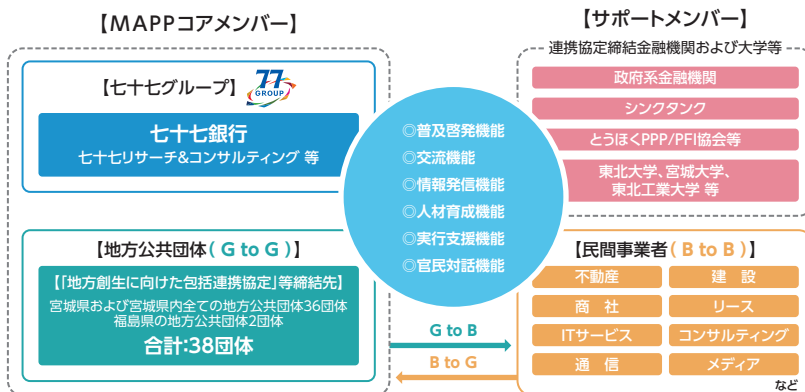 【MAPPコアメンバー】
【七十七グループ】
77
GROUP
七十七銀行
七十七リサーチ&コンサルティング 等
【地方公共団体( G to G )】
【「地方創生に向けた包括連携協定」等締結先】
宮城県および宮城県内全ての地方公共団体36団体
福島県の地方公共団体2団体
合計:38団体
◎普及啓発機能
◎交流機能
◎情報発信機能
◎人材育成機能
◎実行支援機能
◎官民対話機能
G to B
B to G
【サポートメンバー】
連携協定締結金融機関および大学等
政府系金融機関
シンクタンク
とうほくPPP/PFI協会等
東北大学、宮城大学、
東北工業大学 等
【民間事業者( B to B )】
不動産
建 設
商 社
リース
ITサービス
コンサルティング
通 信
メディア
など